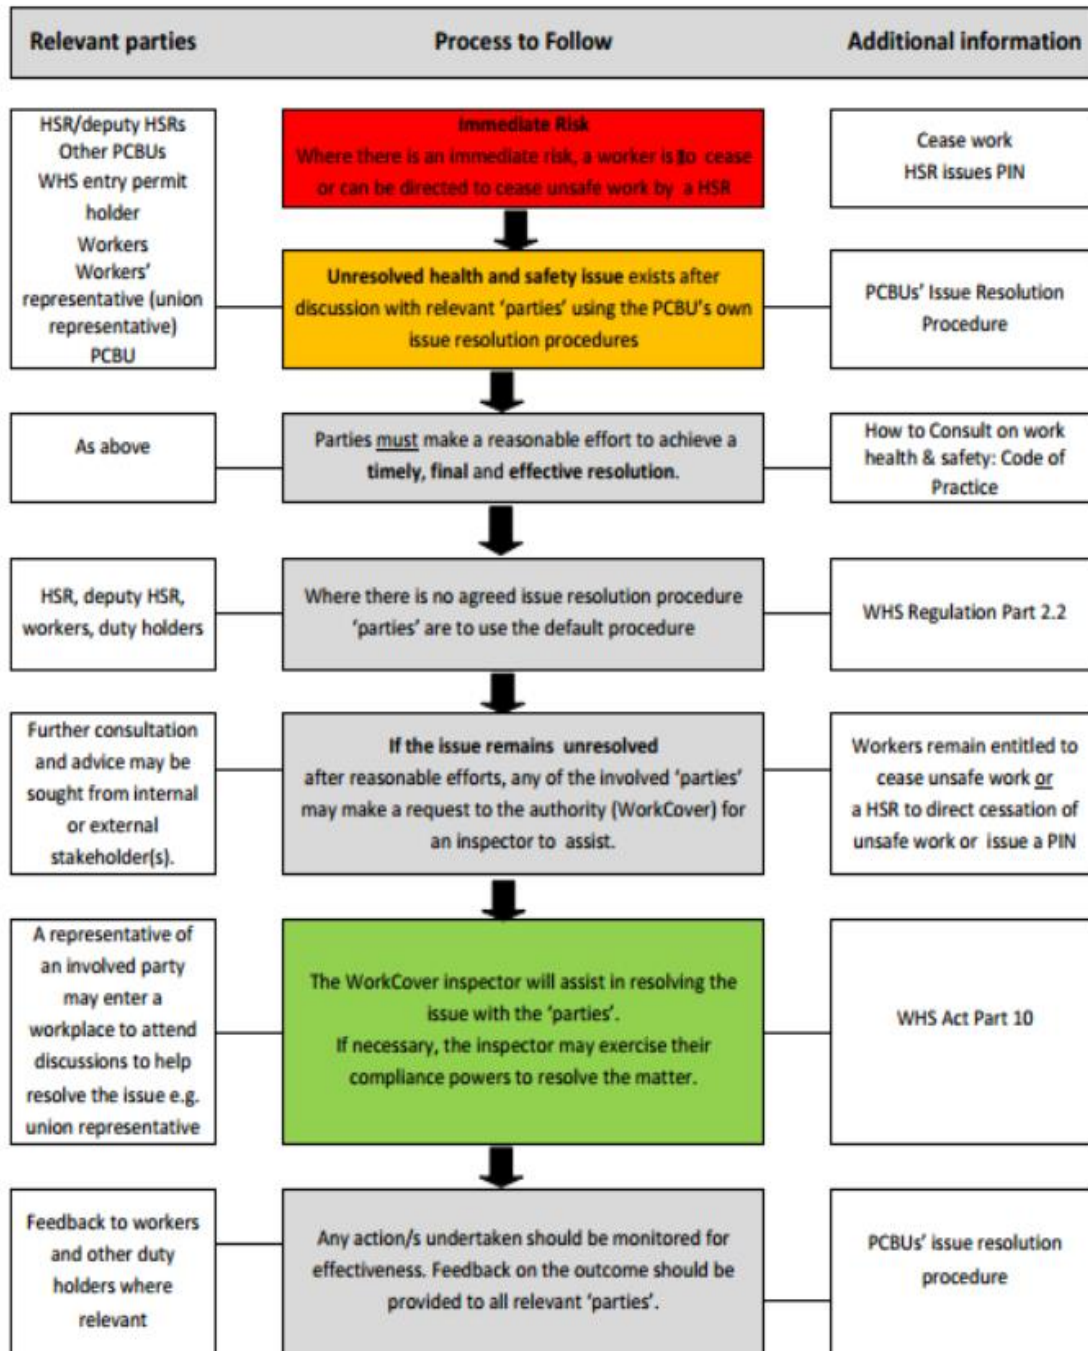 Relevant parties
Process to Follow
Additional information
HSR/deputy HSRs
Other PCBUs
WHS entry permit
holder
Workers
Workers'
representative (union
representative)
PCBU
Immediate Risk
Where there is an immediate risk, a worker is to cease
or can be directed to cease unsafe work by a HSR
Cease work
HSR issues PIN
Unresolved health and safety issue exists after
discussion with relevant 'parties' using the PCBU's own
issue resolution procedures
PCBUs' Issue Resolution
Procedure
As above
Parties must make a reasonable effort to achieve a
timely, final and effective resolution.
How to Consult on work
health & safety: Code of
Practice
HSR, deputy HSR,
workers, duty holders
Where there is no agreed issue resolution procedure
'parties' are to use the default procedure
WHS Regulation Part 2.2
Further consultation
and advice may be
sought from internal
or external
stakeholder(s).
If the issue remains unresolved
after reasonable efforts, any of the involved 'parties'
may make a request to the authority (WorkCover) for
an inspector to assist.
Workers remain entitled to
cease unsafe work or
a HSR to direct cessation of
unsafe work or issue a PIN
A representative of
an involved party
may enter a
workplace to attend
discussions to help
resolve the issue e.g.
union representative
The WorkCover inspector will assist in resolving the
issue with the 'parties'.
If necessary, the inspector may exercise their
compliance powers to resolve the matter.
WHS Act Part 10
Feedback to workers
and other duty
holders where
relevant
Any action/s undertaken should be monitored for
effectiveness. Feedback on the outcome should be
provided to all relevant 'parties'.
PCBUs' issue resolution
procedure